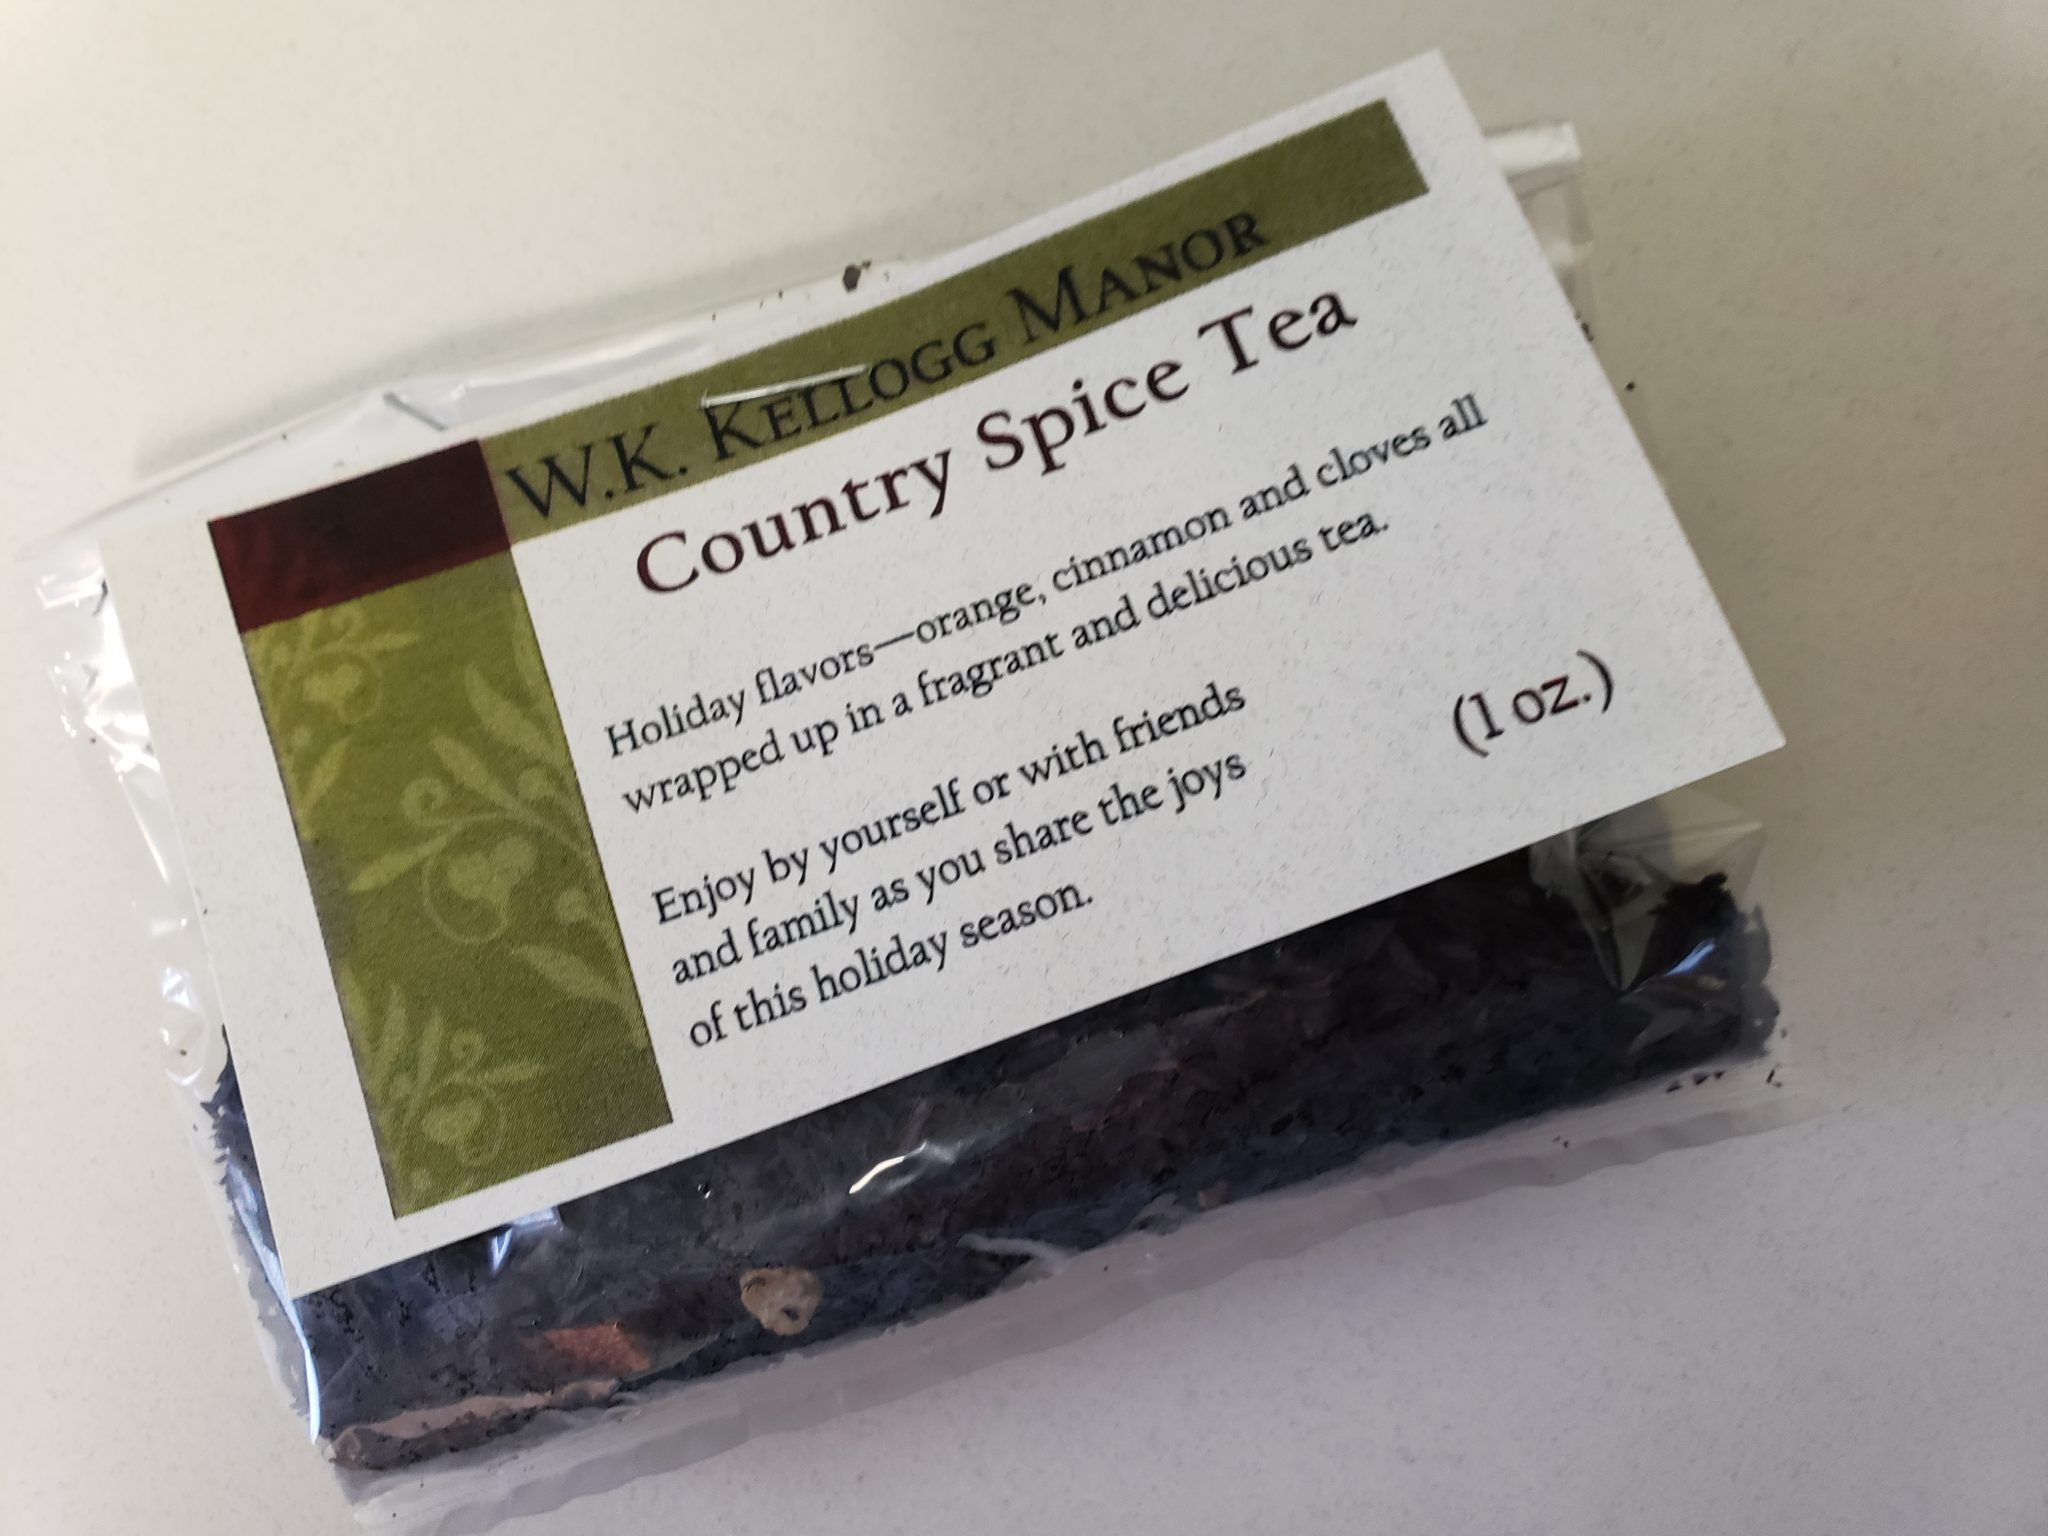 W.K. KELLOGG MANOR
Country Spice Tea
Holiday flavors—orange, cinnamon and cloves all
wrapped up in a fragrant and delicious tea.
Enjoy by yourself or with friends
and family as you share the joys
of this holiday season.
(1 oz.)